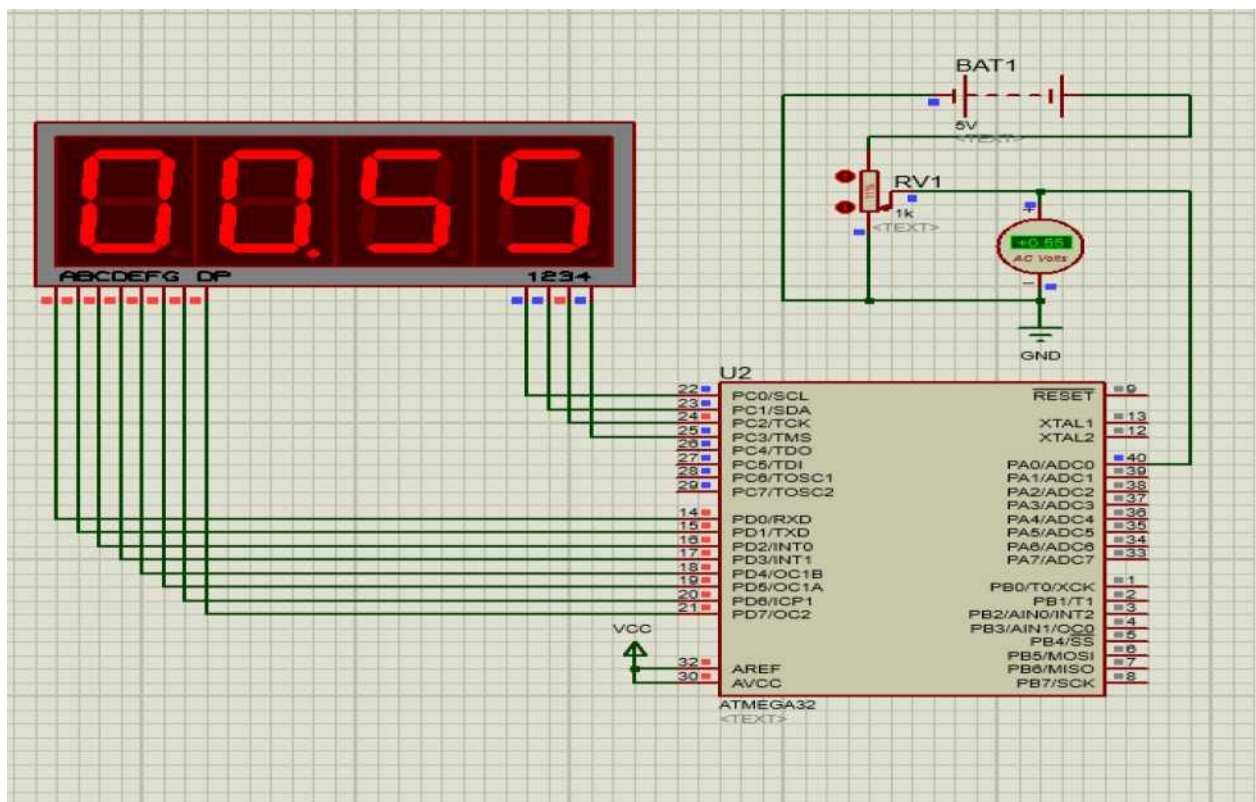 BAT1
5V
<TEXT>
00.55
ABCDEFG DP
1234
RV1
1k
<TEXT>
+0.55
AC Volts
GND
U2
22 PC0/SCL
23 PC1/SDA
24 PC2/TCK
25 PC3/TMS
26 PC4/TDO
27 PC5/TDI
28 PC6/TOSC1
29 PC7/TOSC2
14 PD0/RXD
15 PD1/TXD
16 PD2/INT0
17 PD3/INT1
18 PD4/OC1B
19 PD5/OC1A
20 PD6/ICP1
21 PD7/OC2
VCC
32 AREF
30 AVCC
RESET 9
XTAL1 13
XTAL2 12
PA0/ADC0 40
PA1/ADC1 39
PA2/ADC2 38
PA3/ADC3 37
PA4/ADC4 36
PA5/ADC5 35
PA6/ADC6 34
PA7/ADC7 33
PB0/T0/XCK 1
PB1/T1 2
PB2/AIN0/INT2 3
PB3/AIN1/OC0 4
PB4/SS 5
PB5/MOSI 6
PB6/MISO 7
PB7/SCK 8
ATMEGA32
<TEXT>